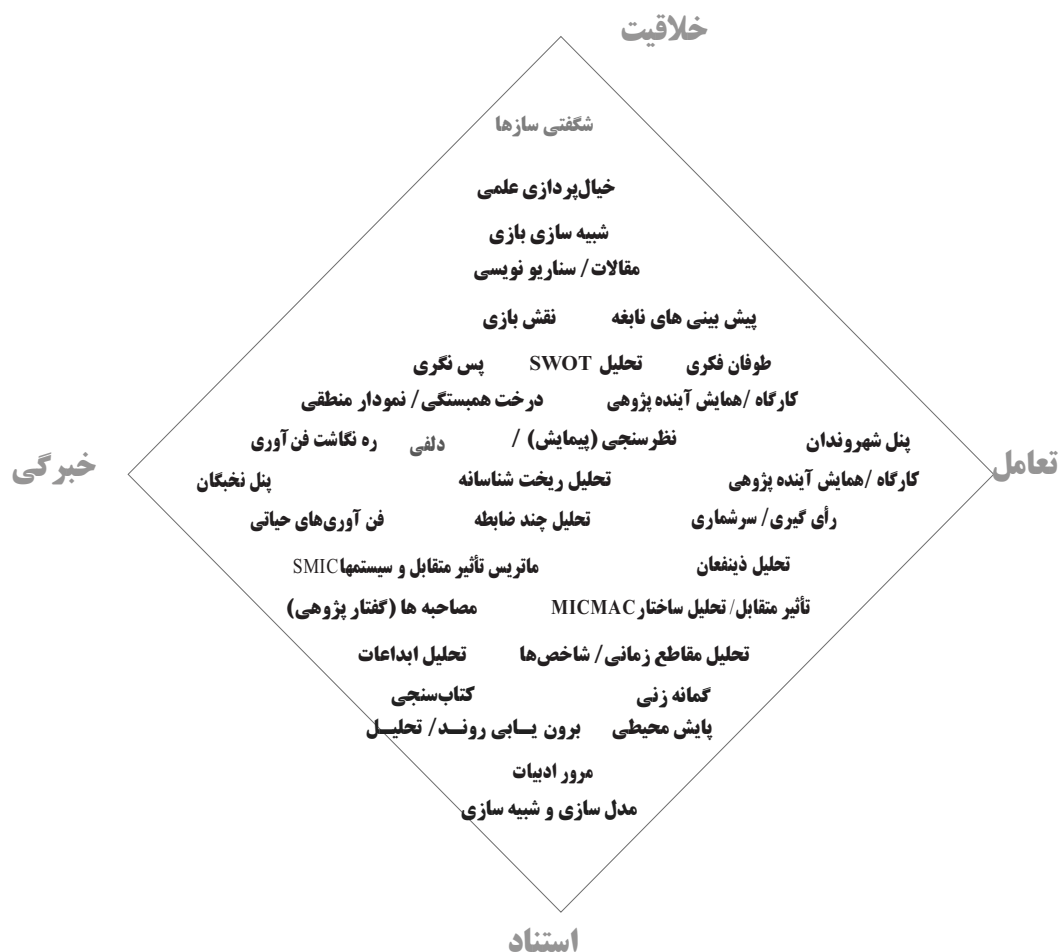 خلاقیت
شگفتی سازها
خیال‌پردازی علمی
شبیه سازی بازی
مقالات/ سناریو نویسی
پیش بینی های نابغه نقش بازی
طوفان فکری تحلیل SWOT پس نگری
کارگاه /همایش آینده پژوهی درخت همبستگی/ نمودار منطقی
پنل شهروندان نظرسنجی (پیمایش) / دلفی ره نگاشت فن‌آوری
تعامل خبرگی
کارگاه /همایش آینده پژوهی تحلیل ریخت شناسانه پنل نخبگان
رأی گیری/ سرشماری تحلیل چند ضابطه فن آوری‌های حیاتی
تحلیل ذینفعان ماتریس تأثیر متقابل و سیستمها SMIC
تأثیر متقابل/ تحلیل ساختار MICMAC مصاحبه ها (گفتار پژوهی)
تحلیل مقاطع زمانی/ شاخص‌ها تحلیل ابداعات
گمانه زنی کتاب‌سنجی
پایش محیطی برون یــابی رونــد/ تحلیــل
مرور ادبیات
مدل سازی و شبیه سازی
استناد